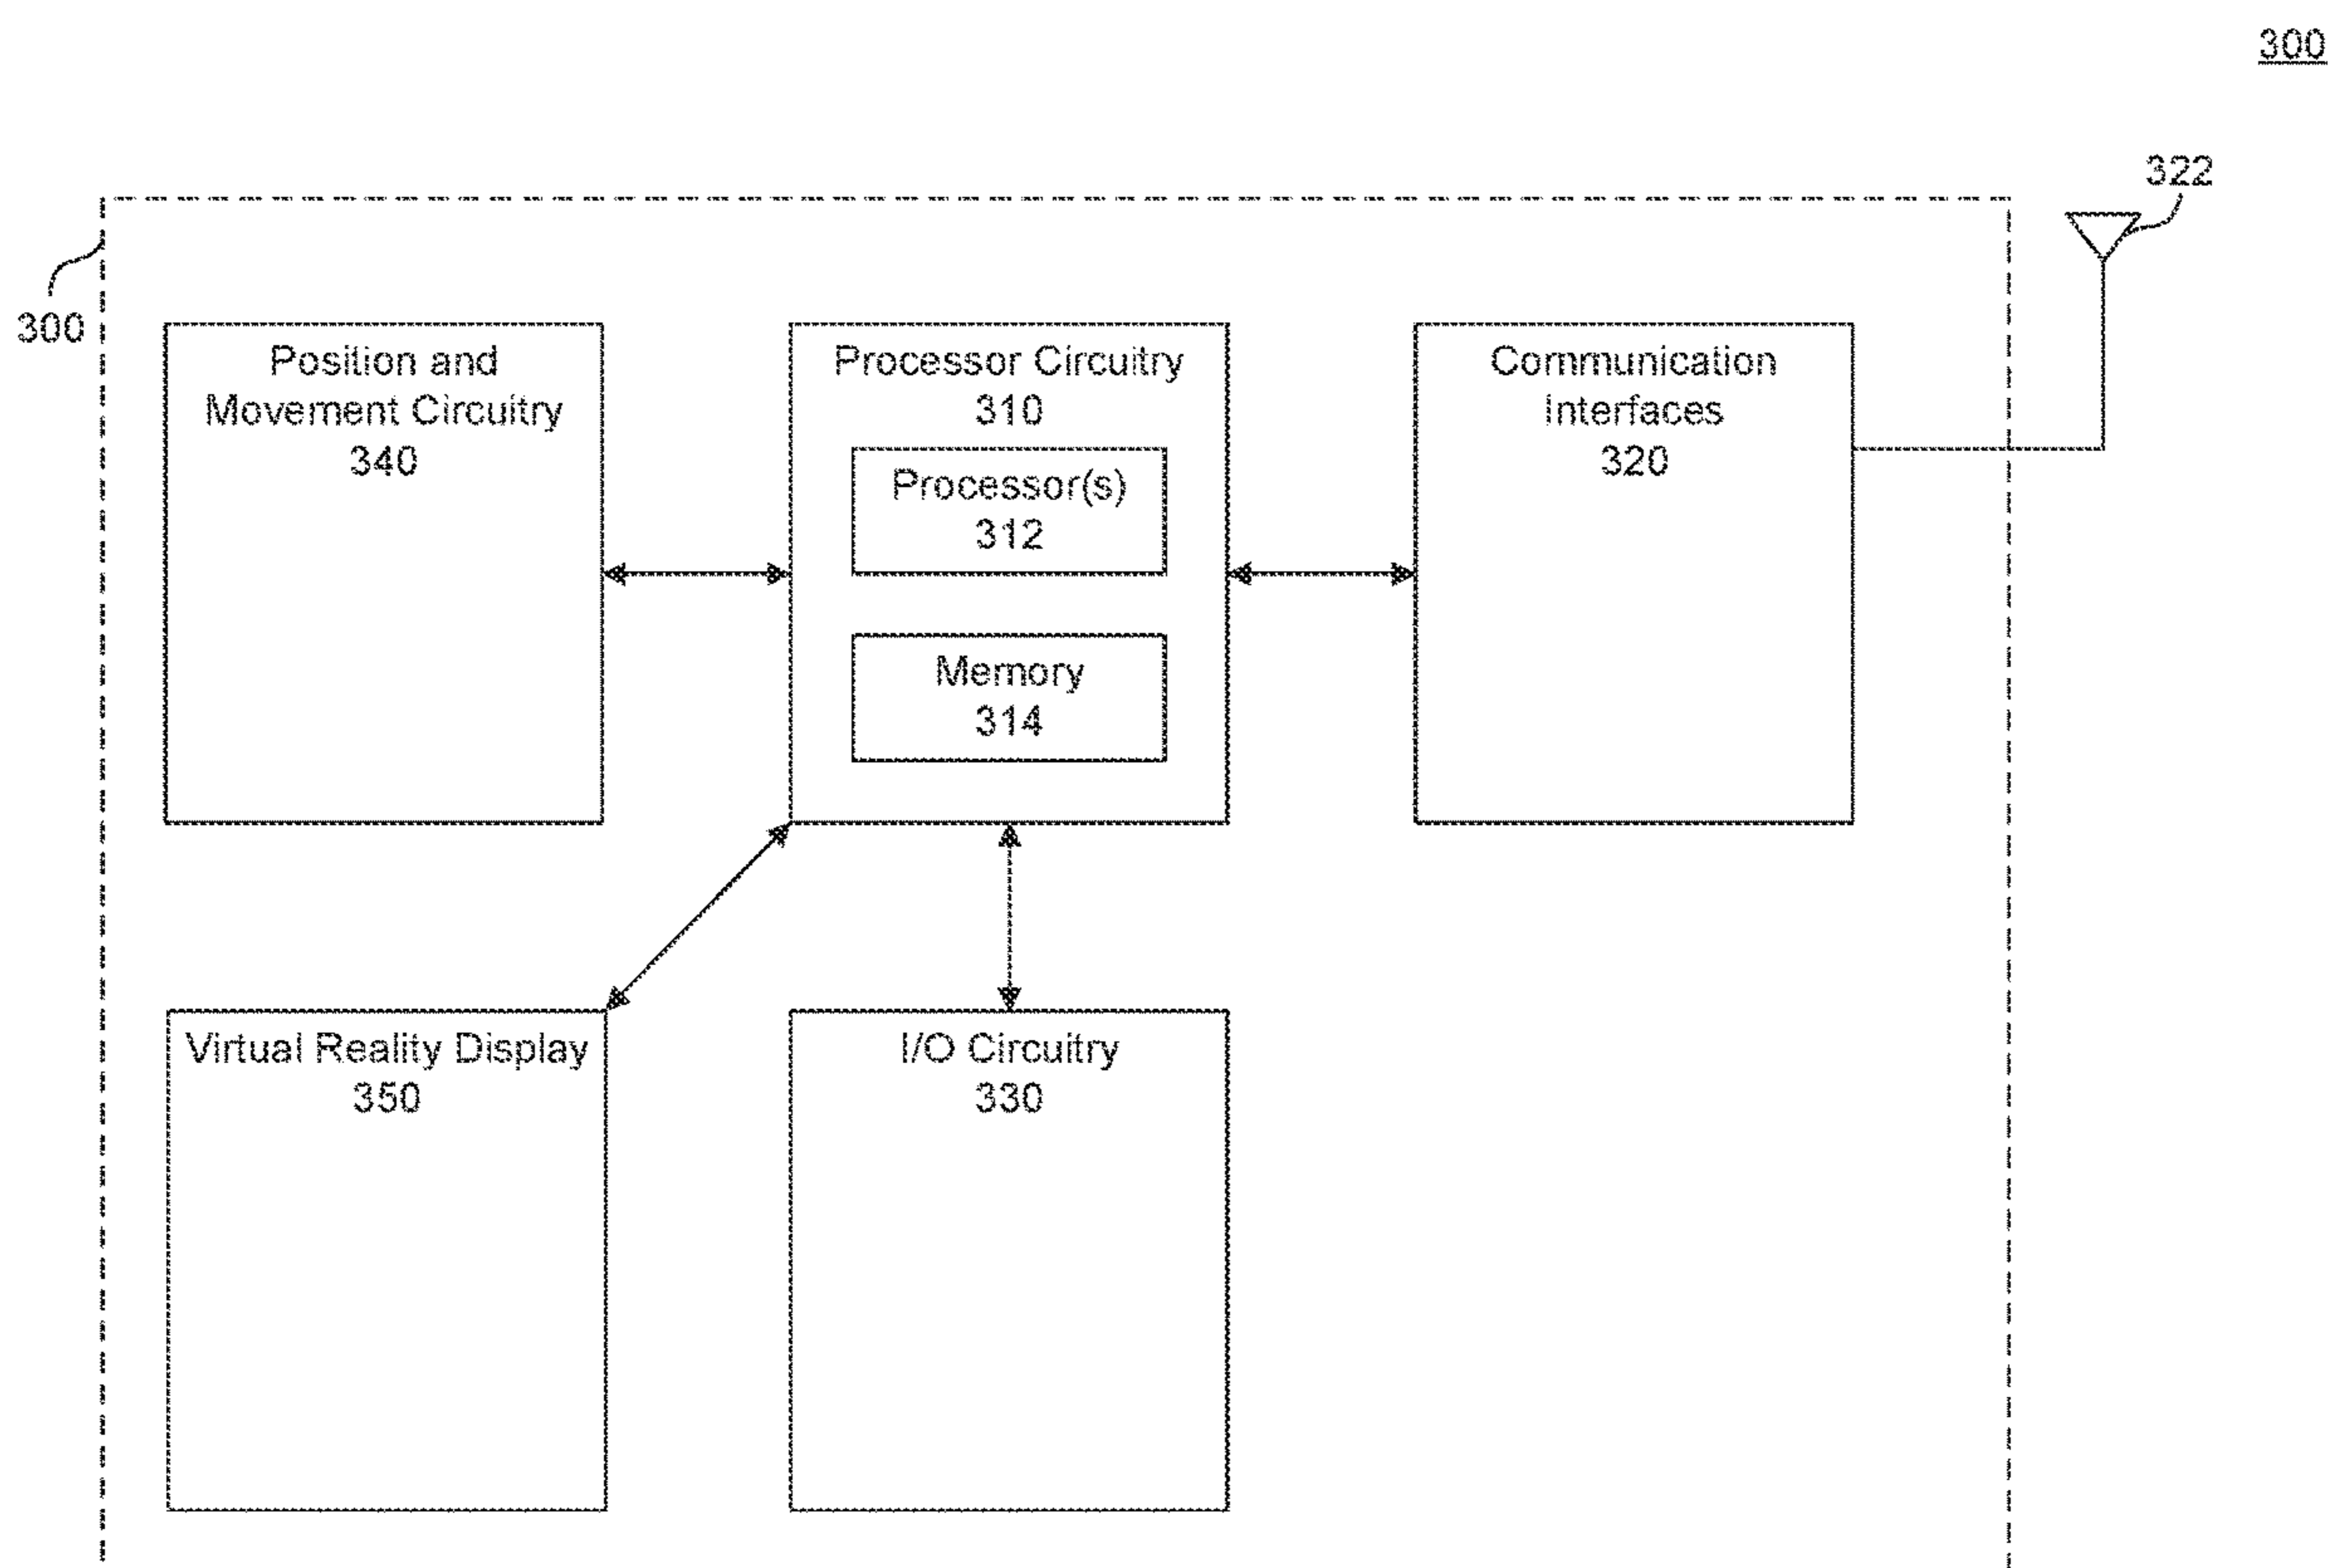 300
322
300
Position and
Movement Circuitry
340
Processor Circuitry
310
Processor(s)
312
Memory
314
Communication
Interfaces
320
Virtual Reality Display
350
I/O Circuitry
330